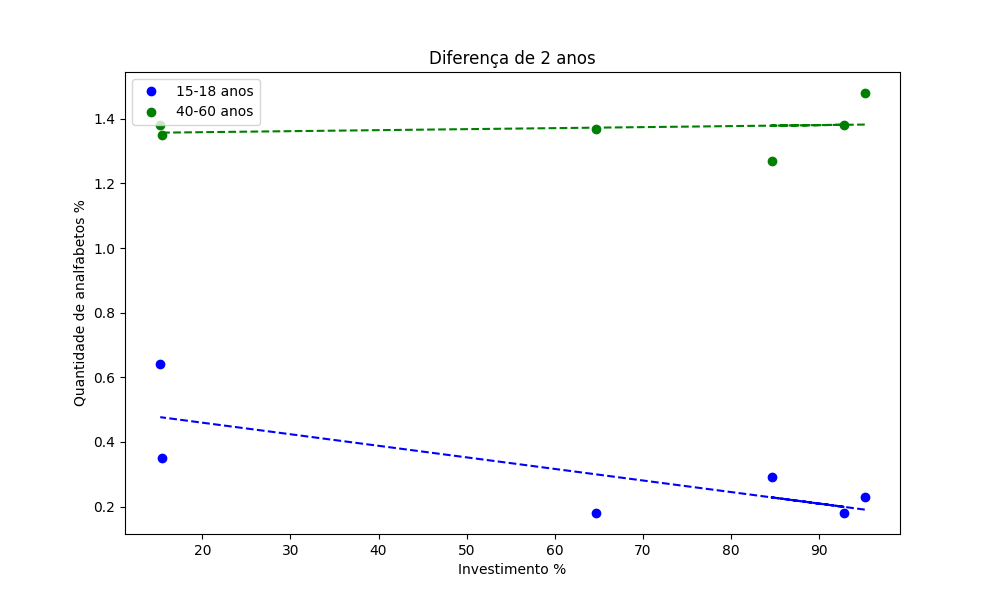 Diferença de 2 anos
15-18 anos
40-60 anos
Quantidade de analfabetos %
1.4
1.2
1.0
0.8
0.6
0.4
0.2
20 30 40 50 60 70 80 90
Investimento %